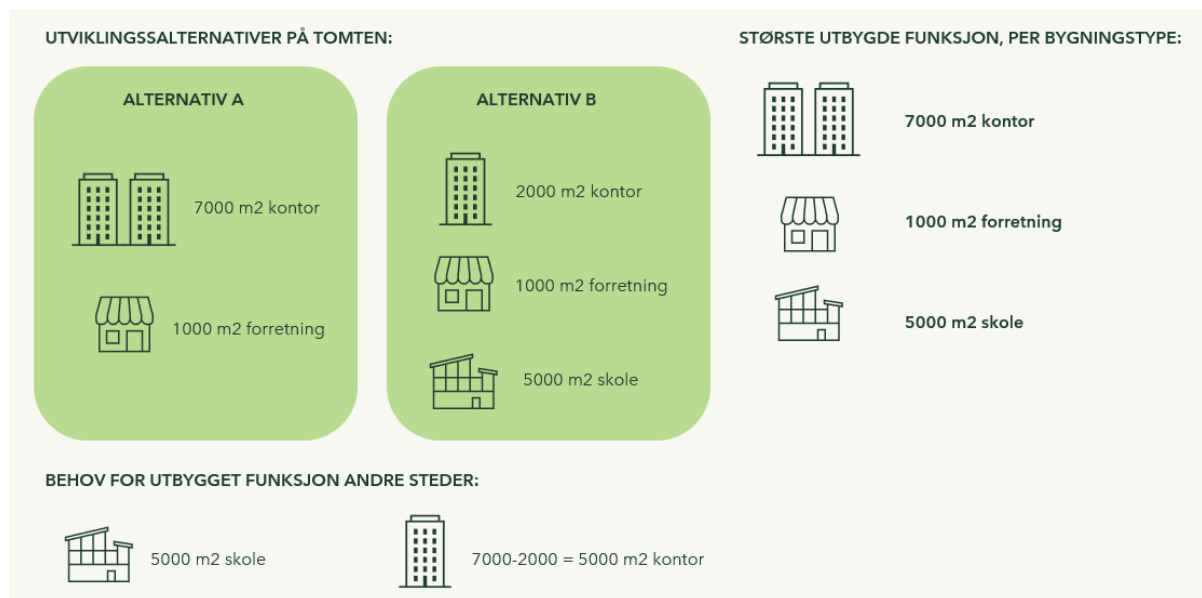 UTVIKLINGSSALTERNATIVER PÅ TOMTEN:
STØRSTE UTBYGDE FUNKSJON, PER BYGNINGSTYPE:
ALTERNATIV A
7000 m2 kontor
1000 m2 forretning
ALTERNATIV B
2000 m2 kontor
1000 m2 forretning
5000 m2 skole
7000 m2 kontor
1000 m2 forretning
5000 m2 skole
BEHOV FOR UTBYGGET FUNKSJON ANDRE STEDER:
5000 m2 skole
7000-2000 = 5000 m2 kontor